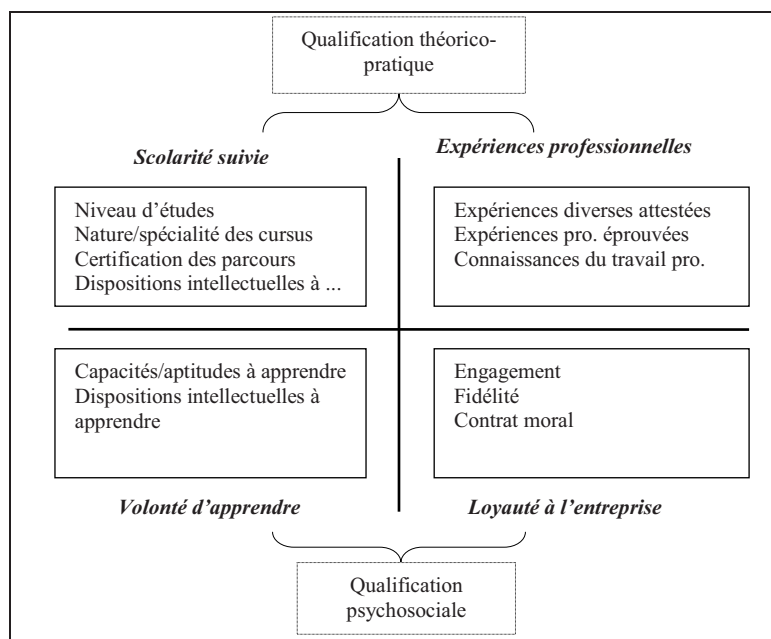 Qualification théorico-
pratique
Scolarité suivie
Expériences professionnelles
Niveau d'études
Nature/spécialité des cursus
Certification des parcours
Dispositions intellectuelles à ...
Expériences diverses attestées
Expériences pro. éprouvées
Connaissances du travail pro.
Capacités/aptitudes à apprendre
Dispositions intellectuelles à
apprendre
Engagement
Fidélité
Contrat moral
Volonté d'apprendre
Loyauté à l'entreprise
Qualification
psychosociale